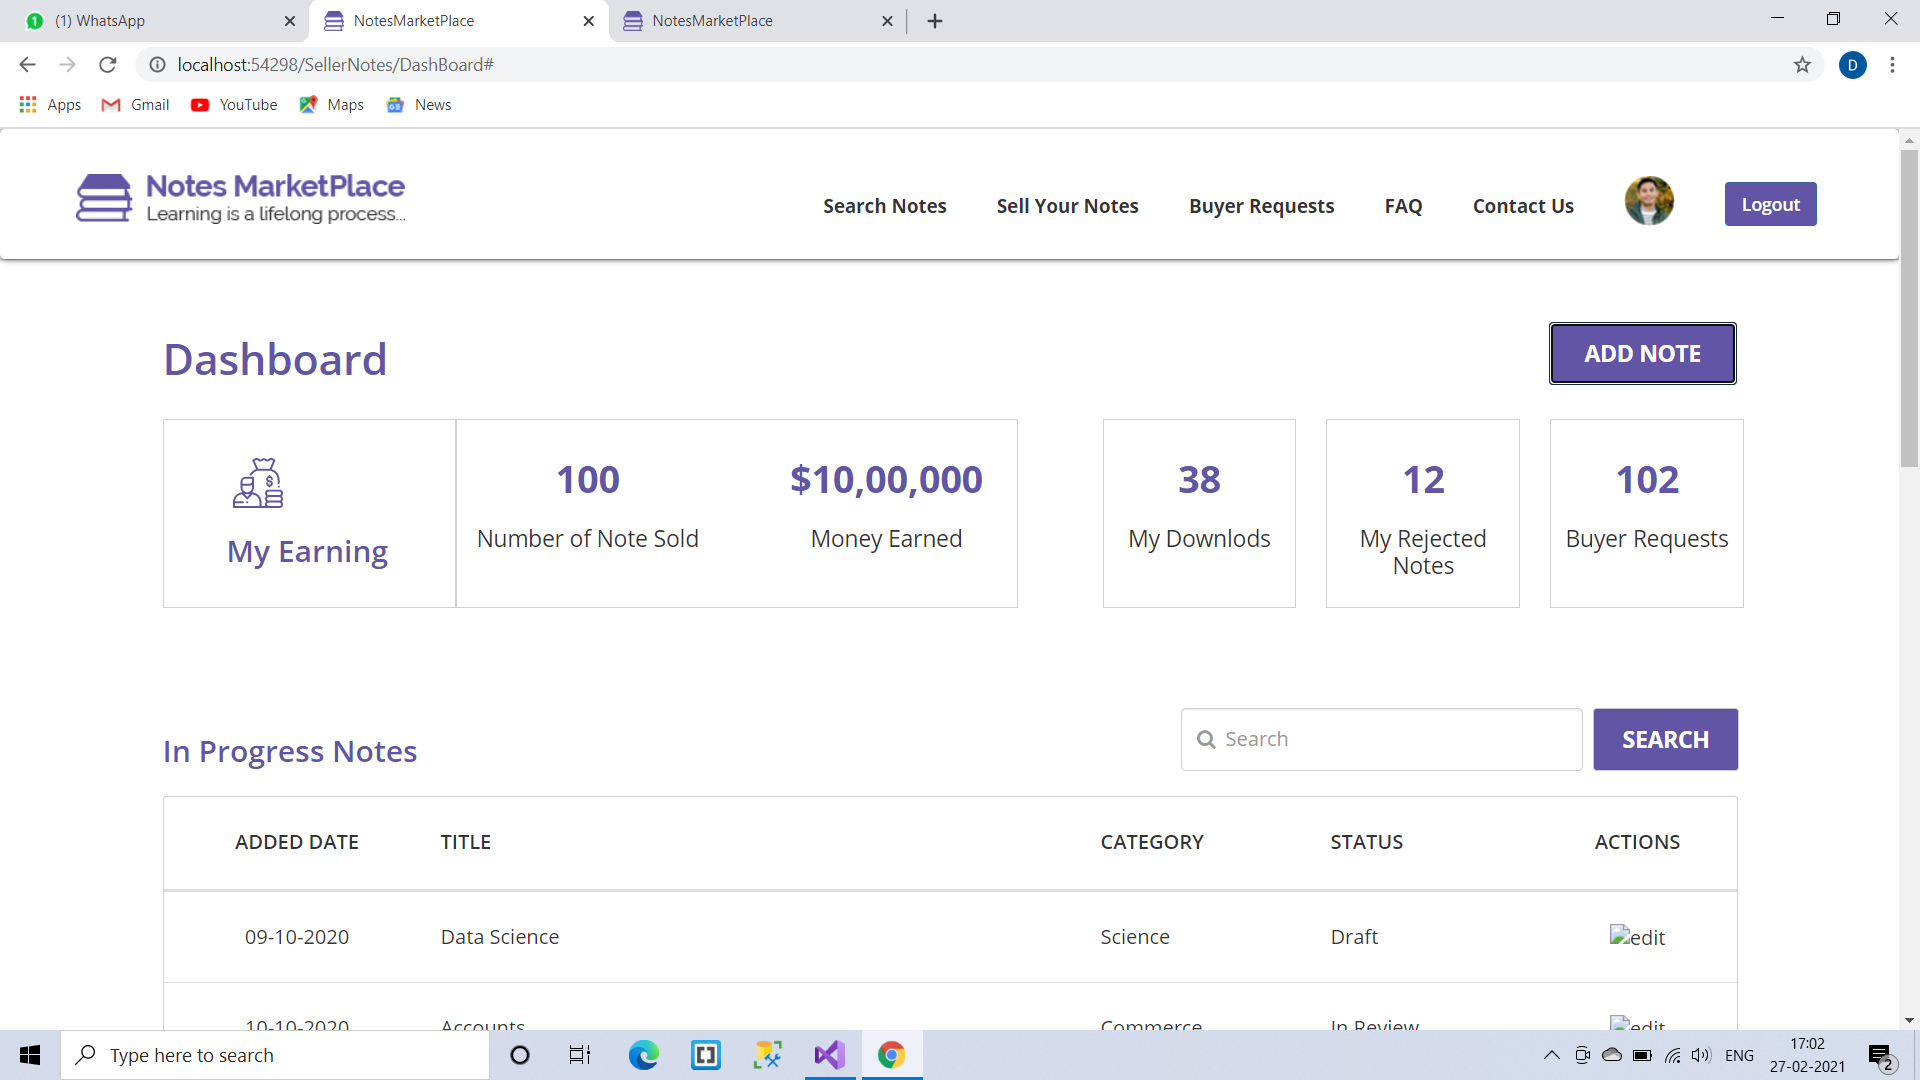 (1) WhatsApp
NotesMarketPlace
NotesMarketPlace
localhost:54298/SellerNotes/DashBoard#
D
Apps
Gmail
YouTube
Maps
News
Notes MarketPlace
Learning is a lifelong process...
Search Notes
Sell Your Notes
Buyer Requests
FAQ
Contact Us
Logout
Dashboard
ADD NOTE
My Earning
100
Number of Note Sold
$10,00,000
Money Earned
38
My Downlods
12
My Rejected
Notes
102
Buyer Requests
In Progress Notes
Search
SEARCH
ADDED DATE TITLE CATEGORY STATUS ACTIONS
09-10-2020 Data Science Science Draft edit
10-10-2020 Accounts Commerce In Review edit
Type here to search
ENG
17:02
27-02-2021
2